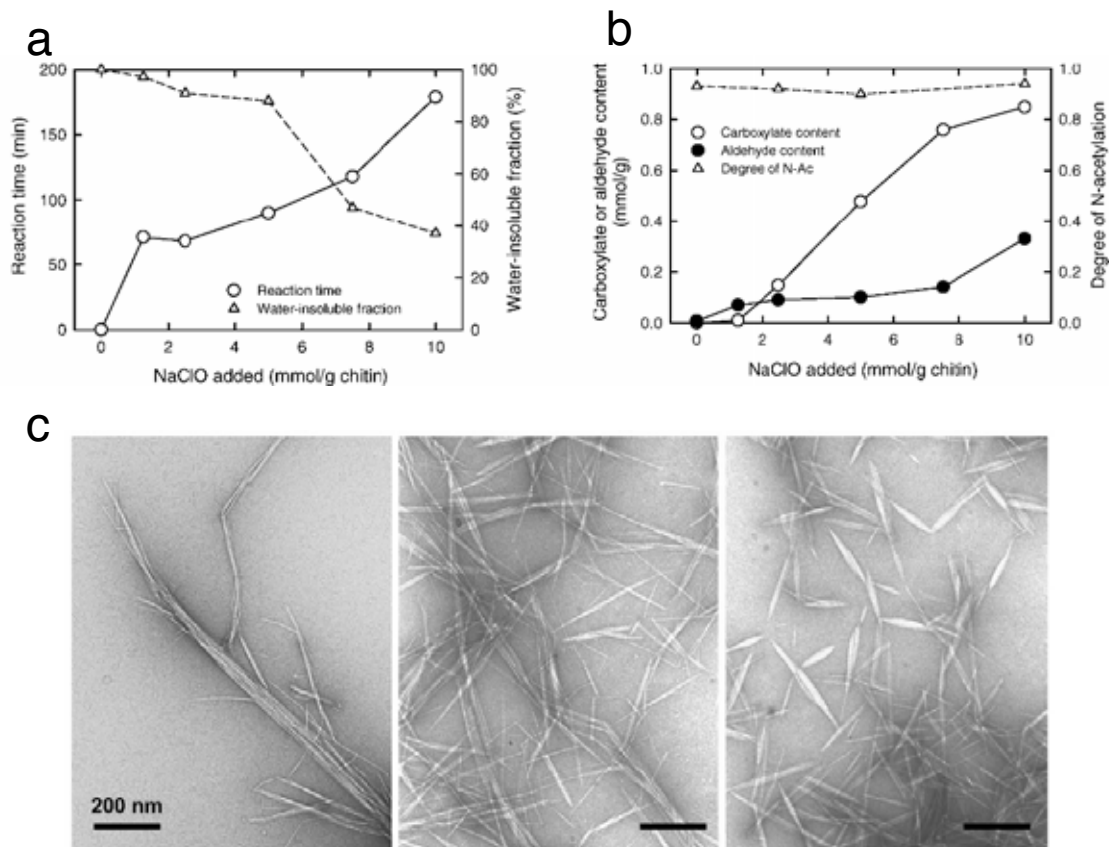 a
b
200
150
100
50
0
Reaction time (min)
100
80
60
40
20
0
Water-insoluble fraction (%)
Reaction time
Water-insoluble fraction
0 2 4 6 8 10
NaClO added (mmol/g chitin)
1.0
0.8
0.6
0.4
0.2
0.0
Carboxylate or aldehyde content
(mmol/g)
1.0
0.8
0.6
0.4
0.2
0.0
Degree of N-acetylation
Carboxylate content
Aldehyde content
Degree of N-Ac
0 2 4 6 8 10
NaClO added (mmol/g chitin)
c
200 nm